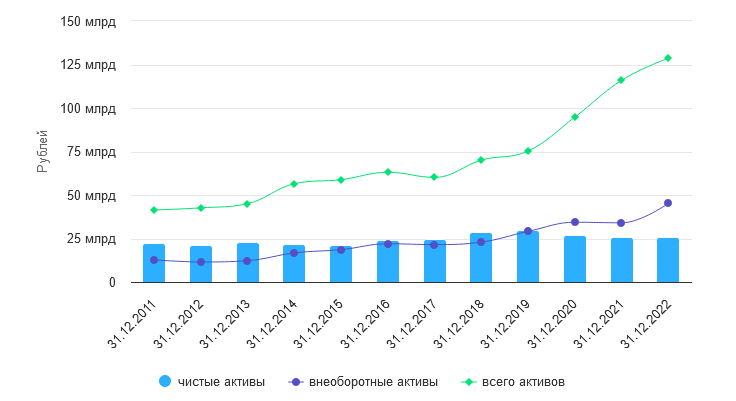 150 млрд
125 млрд
100 млрд
75 млрд
50 млрд
25 млрд
0
Рублей
31.12.2011
31.12.2012
31.12.2013
31.12.2014
31.12.2015
31.12.2016
31.12.2017
31.12.2018
31.12.2019
31.12.2020
31.12.2021
31.12.2022
чистые активы
внеоборотные активы
всего активов